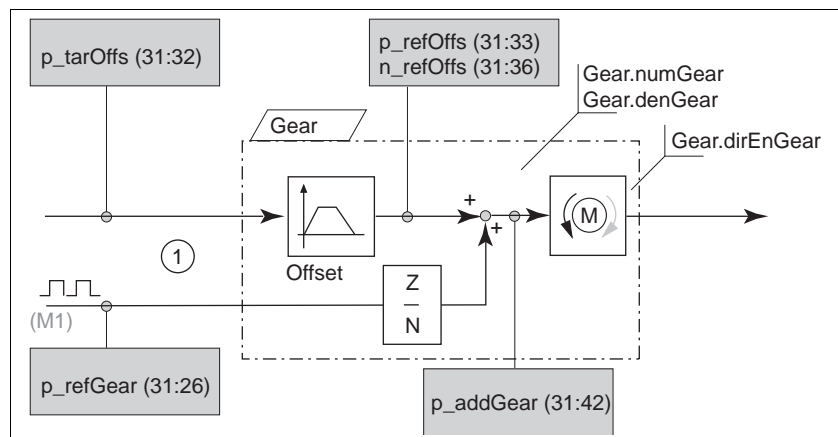 p_tarOffs (31:32)
p_refOffs (31:33)
n_refOffs (31:36)
Gear.numGear
Gear.denGear
Gear
Gear.dirEnGear
+
+
M
Offset
1
Z
N
(M1)
p_refGear (31:26)
p_addGear (31:42)